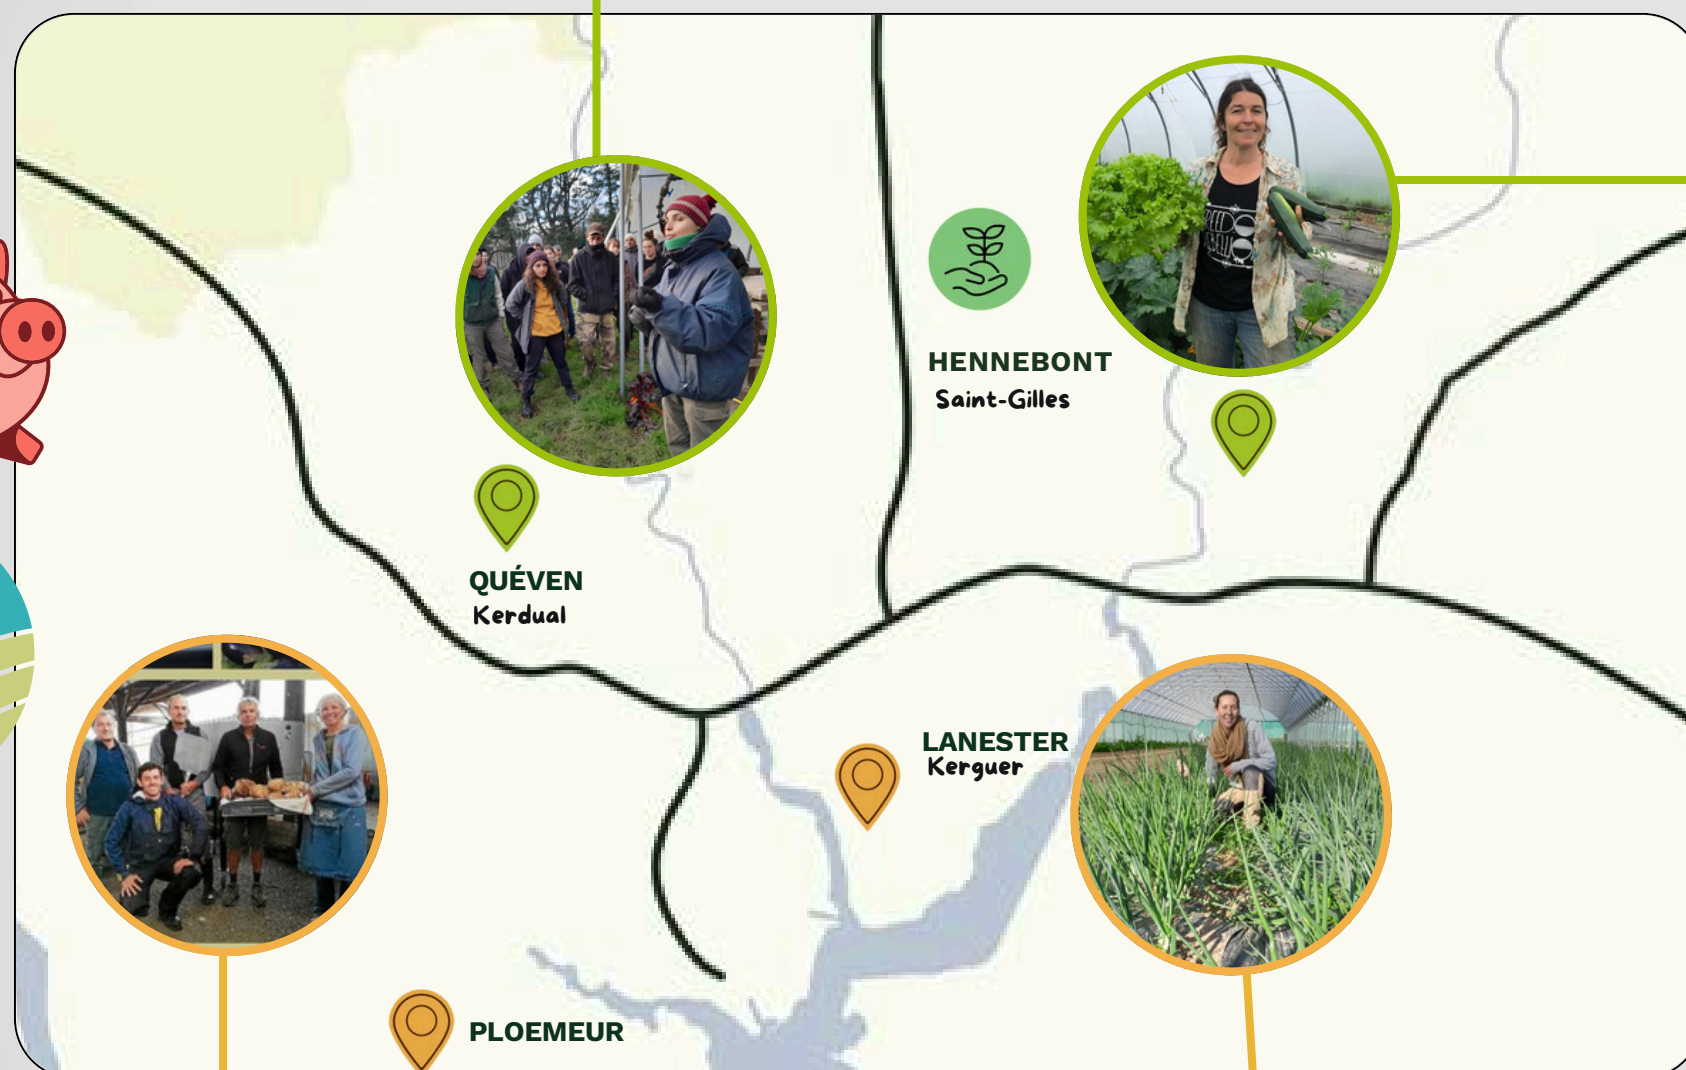 HENNEBONT
Saint-Gilles
QUÉVEN
Kerdual
LANESTER
Kerguer
PLOEMEUR